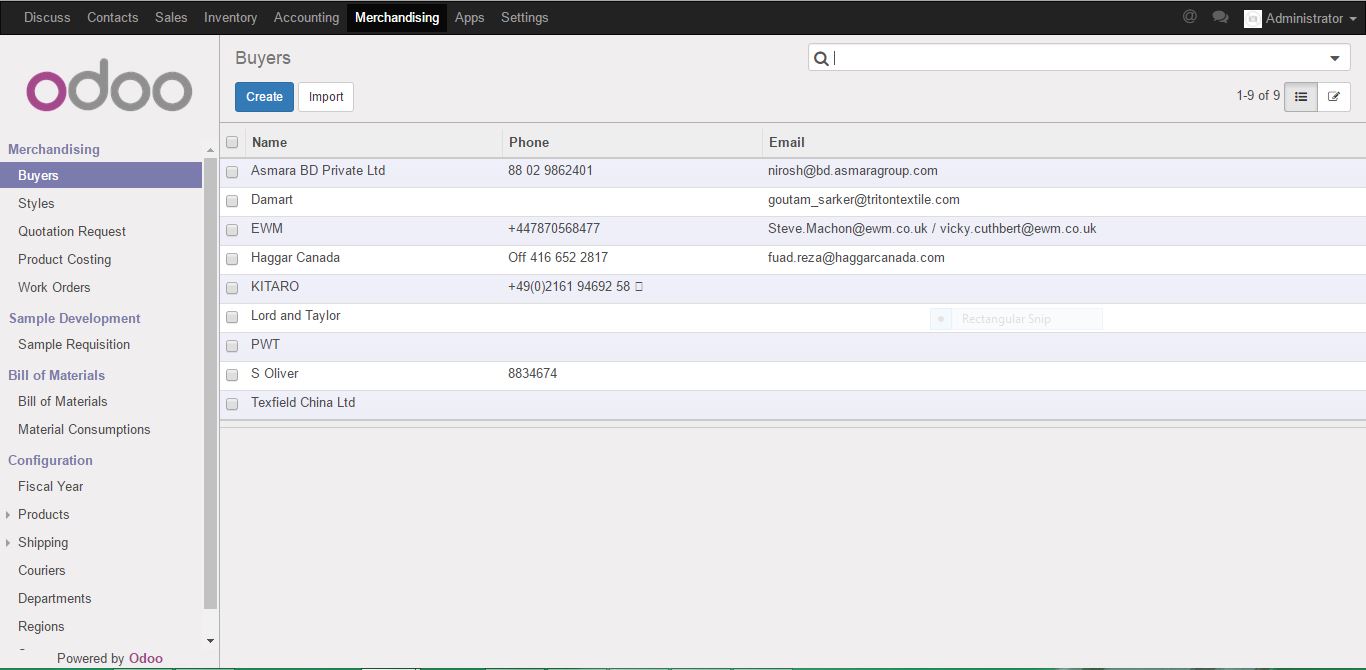 Discuss Contacts Sales Inventory Accounting Merchandising Apps Settings @ Administrator
odoo
Merchandising
Buyers
Styles
Quotation Request
Product Costing
Work Orders
Sample Development
Sample Requisition
Bill of Materials
Bill of Materials
Material Consumptions
Configuration
Fiscal Year
Products
Shipping
Couriers
Departments
Regions
Powered by Odoo
Buyers
Create Import
1-9 of 9
Name Phone Email
Asmara BD Private Ltd 88 02 9862401 nirosh@bd.asmaragroup.com
Damart goutam_sarker@tritontextile.com
EWM +447870568477 Steve.Machon@ewm.co.uk / vicky.cuthbert@ewm.co.uk
Haggar Canada Off 416 652 2817 fuad.reza@haggarcanada.com
KITARO +49(0)2161 94692 58
Lord and Taylor
Rectangular Snip
PWT
S Oliver 8834674
Texfield China Ltd